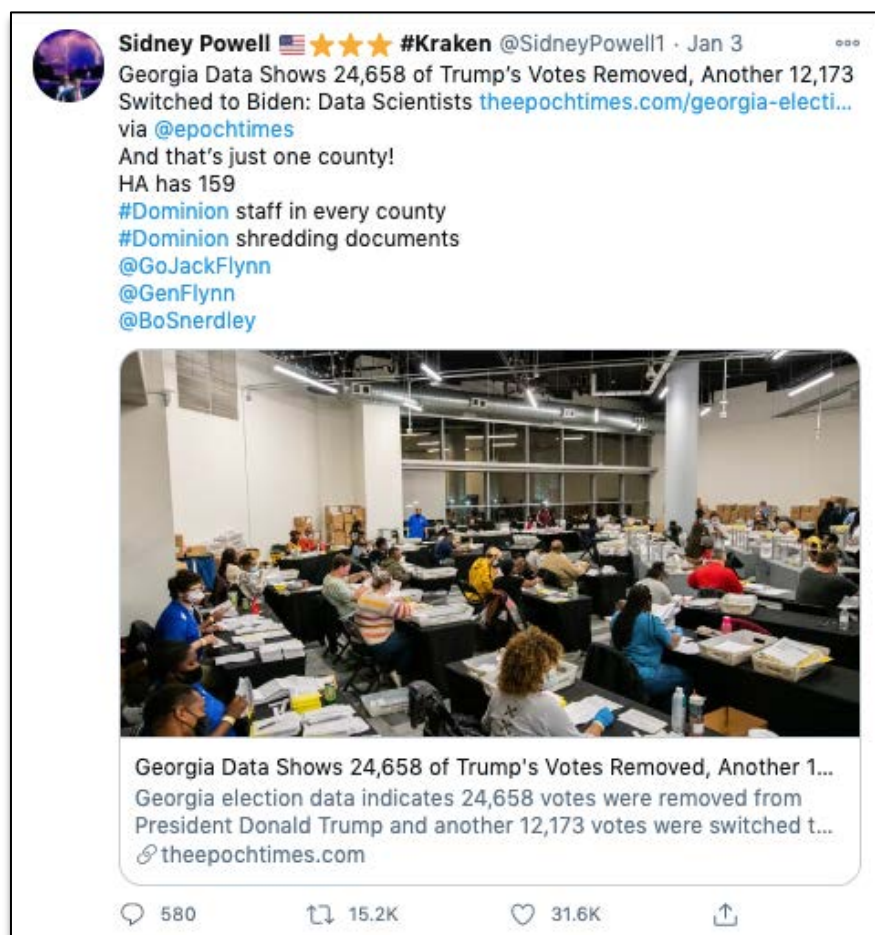 Sidney Powell 🇺🇸⭐⭐⭐ #Kraken @SidneyPowell1 · Jan 3
Georgia Data Shows 24,658 of Trump's Votes Removed, Another 12,173
Switched to Biden: Data Scientists theepochtimes.com/georgia-electi...
via @epochtimes
And that's just one county!
HA has 159
#Dominion staff in every county
#Dominion shredding documents
@GoJackFlynn
@GenFlynn
@BoSnerdley
Georgia Data Shows 24,658 of Trump's Votes Removed, Another 1...
Georgia election data indicates 24,658 votes were removed from
President Donald Trump and another 12,173 votes were switched t...
theepochtimes.com
580 15.2K 31.6K